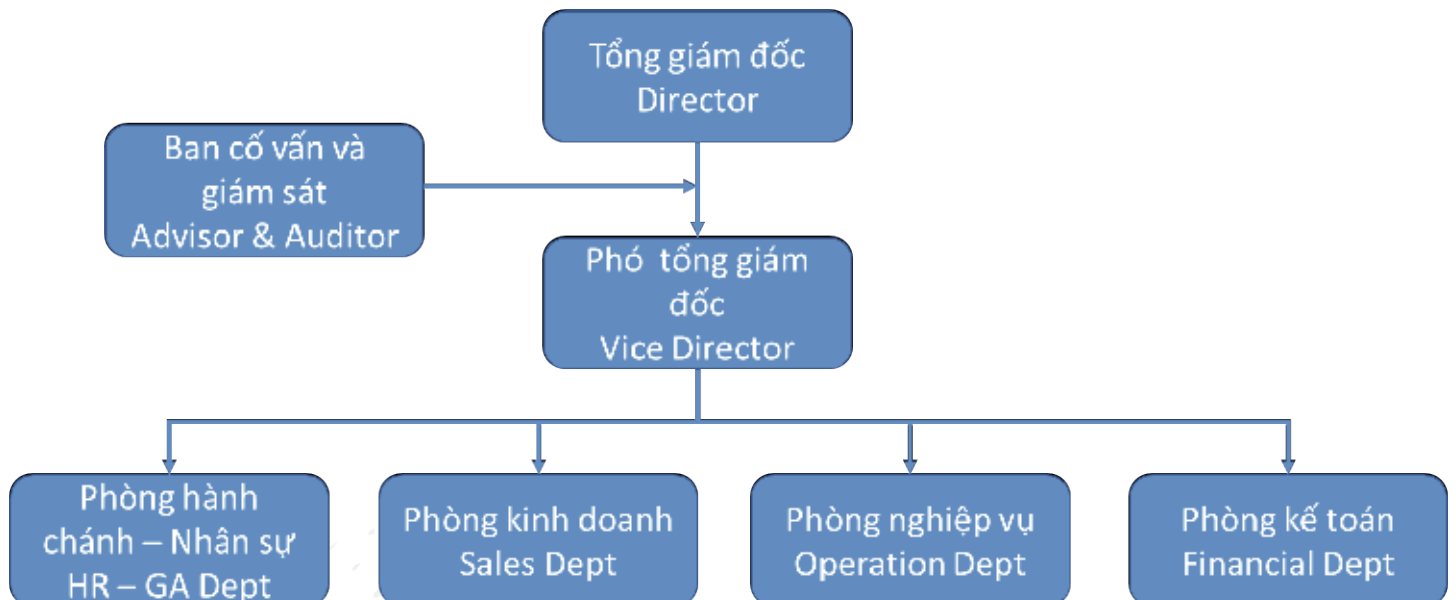 Tổng giám đốc
Director
Ban cố vấn và
giám sát
Advisor & Auditor
Phó tổng giám
đốc
Vice Director
Phòng hành
chánh – Nhân sự
HR – GA Dept
Phòng kinh doanh
Sales Dept
Phòng nghiệp vụ
Operation Dept
Phòng kế toán
Financial Dept